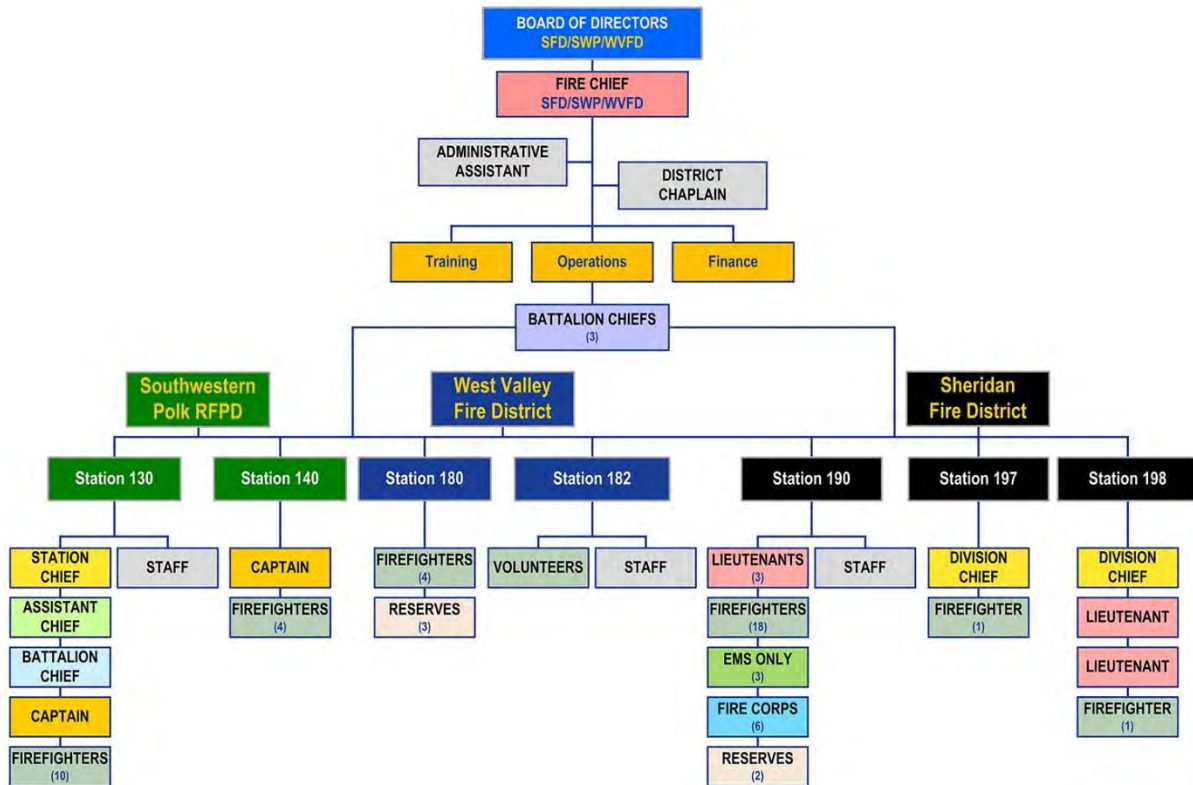 BOARD OF DIRECTORS
SFD/SWP/WVFD
FIRE CHIEF
SFD/SWP/WVFD
ADMINISTRATIVE
ASSISTANT
DISTRICT
CHAPLAIN
Training
Operations
Finance
BATTALION CHIEFS
(3)
Southwestern
Polk RFPD
West Valley
Fire District
Sheridan
Fire District
Station 130
Station 140
Station 180
Station 182
Station 190
Station 197
Station 198
STATION
CHIEF
STAFF
ASSISTANT
CHIEF
BATTALION
CHIEF
CAPTAIN
FIREFIGHTERS
(10)
CAPTAIN
FIREFIGHTERS
(4)
FIREFIGHTERS
(4)
RESERVES
(3)
VOLUNTEERS
STAFF
LIEUTENANTS
(3)
STAFF
FIREFIGHTERS
(18)
EMS ONLY
(3)
FIRE CORPS
(6)
RESERVES
(2)
DIVISION
CHIEF
FIREFIGHTER
(1)
DIVISION
CHIEF
LIEUTENANT
LIEUTENANT
FIREFIGHTER
(1)